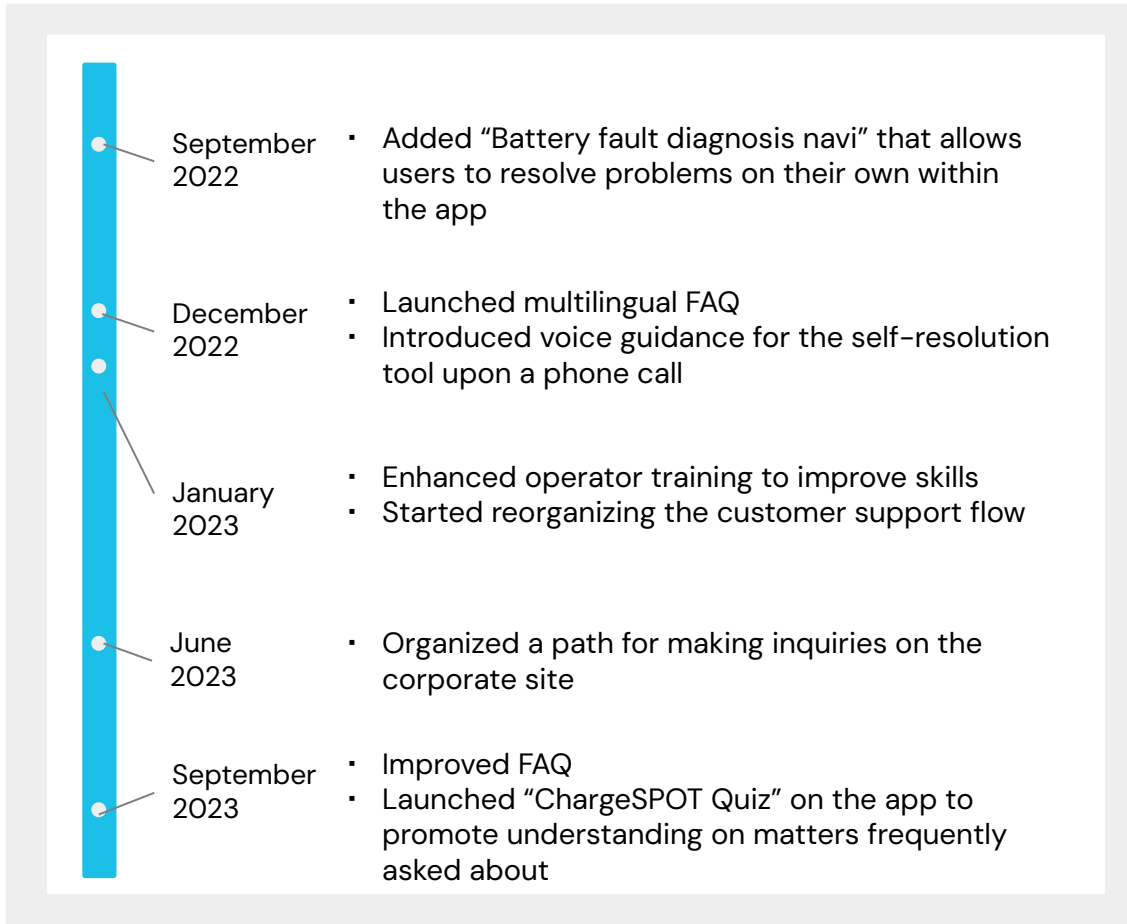 September
2022
▪ Added “Battery fault diagnosis navi” that allows
users to resolve problems on their own within
the app
December
2022
▪ Launched multilingual FAQ
▪ Introduced voice guidance for the self-resolution
tool upon a phone call
January
2023
▪ Enhanced operator training to improve skills
▪ Started reorganizing the customer support flow
June
2023
▪ Organized a path for making inquiries on the
corporate site
September
2023
▪ Improved FAQ
▪ Launched “ChargeSPOT Quiz” on the app to
promote understanding on matters frequently
asked about